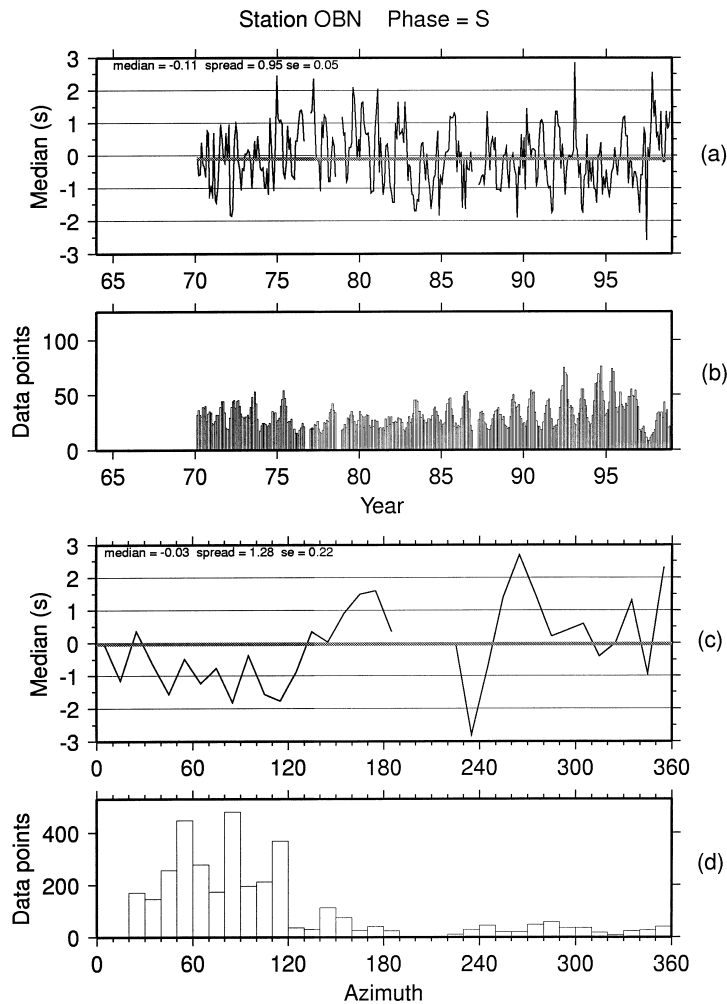 Station OBN Phase = S
median = -0.11 spread = 0.95 se = 0.05
3
2
1
0
-1
-2
-3
Median (s)
(a)
65 70 75 80 85 90 95
100
50
0
Data points
(b)
65 70 75 80 85 90 95
Year
median = -0.03 spread = 1.28 se = 0.22
3
2
1
0
-1
-2
-3
Median (s)
(c)
0 60 120 180 240 300 360
400
200
0
Data points
(d)
0 60 120 180 240 300 360
Azimuth